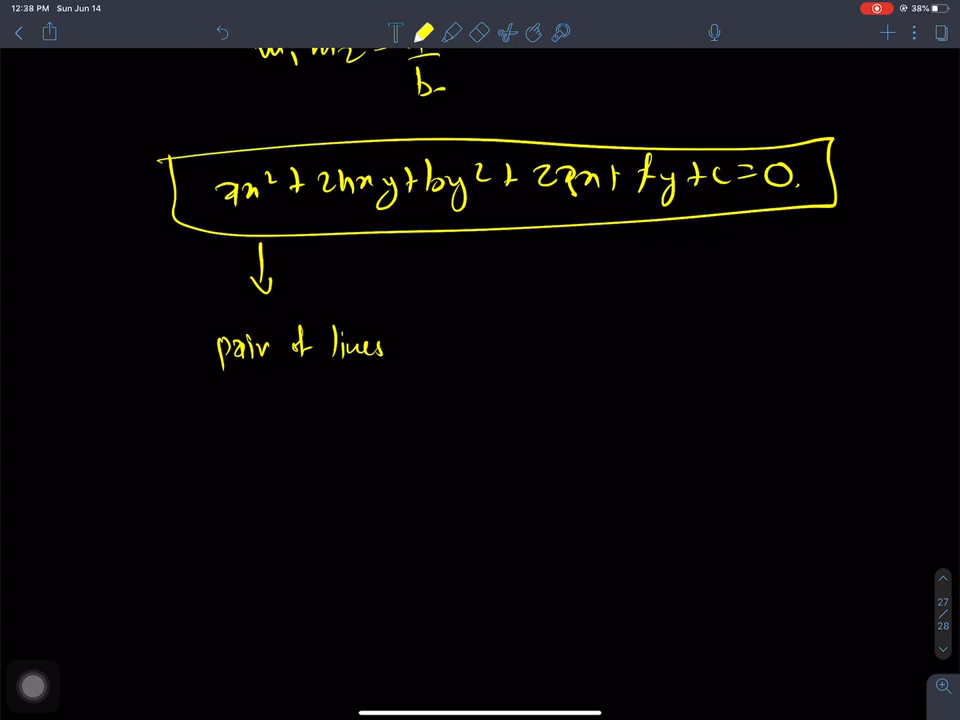 12:38 PM Sun Jun 14
38%
T
b
ax² + 2hxy + by² + 2gx + fy + c = 0.
pair of lines
27
/
28